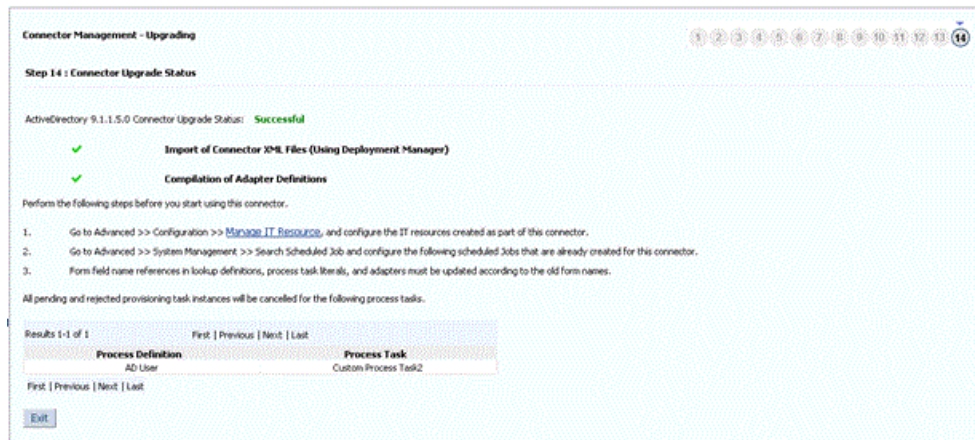 Connector Management - Upgrading
1 2 3 4 5 6 7 8 9 10 11 12 13 14
Step 14 : Connector Upgrade Status
ActiveDirectory 9.1.1.5.0 Connector Upgrade Status: Successful
Import of Connector XML Files (Using Deployment Manager)
Compilation of Adapter Definitions
Perform the following steps before you start using this connector.
1. Go to Advanced >> Configuration >> Manage IT Resource, and configure the IT resources created as part of this connector.
2. Go to Advanced >> System Management >> Search Scheduled Job and configure the following scheduled Jobs that are already created for this connector.
3. Form field name references in lookup definitions, process task literals, and adapters must be updated according to the old form names.
All pending and rejected provisioning task instances will be cancelled for the following process tasks.
Results 1-1 of 1 First | Previous | Next | Last
Process Definition Process Task
AD User Custom Process Task2
First | Previous | Next | Last
Exit